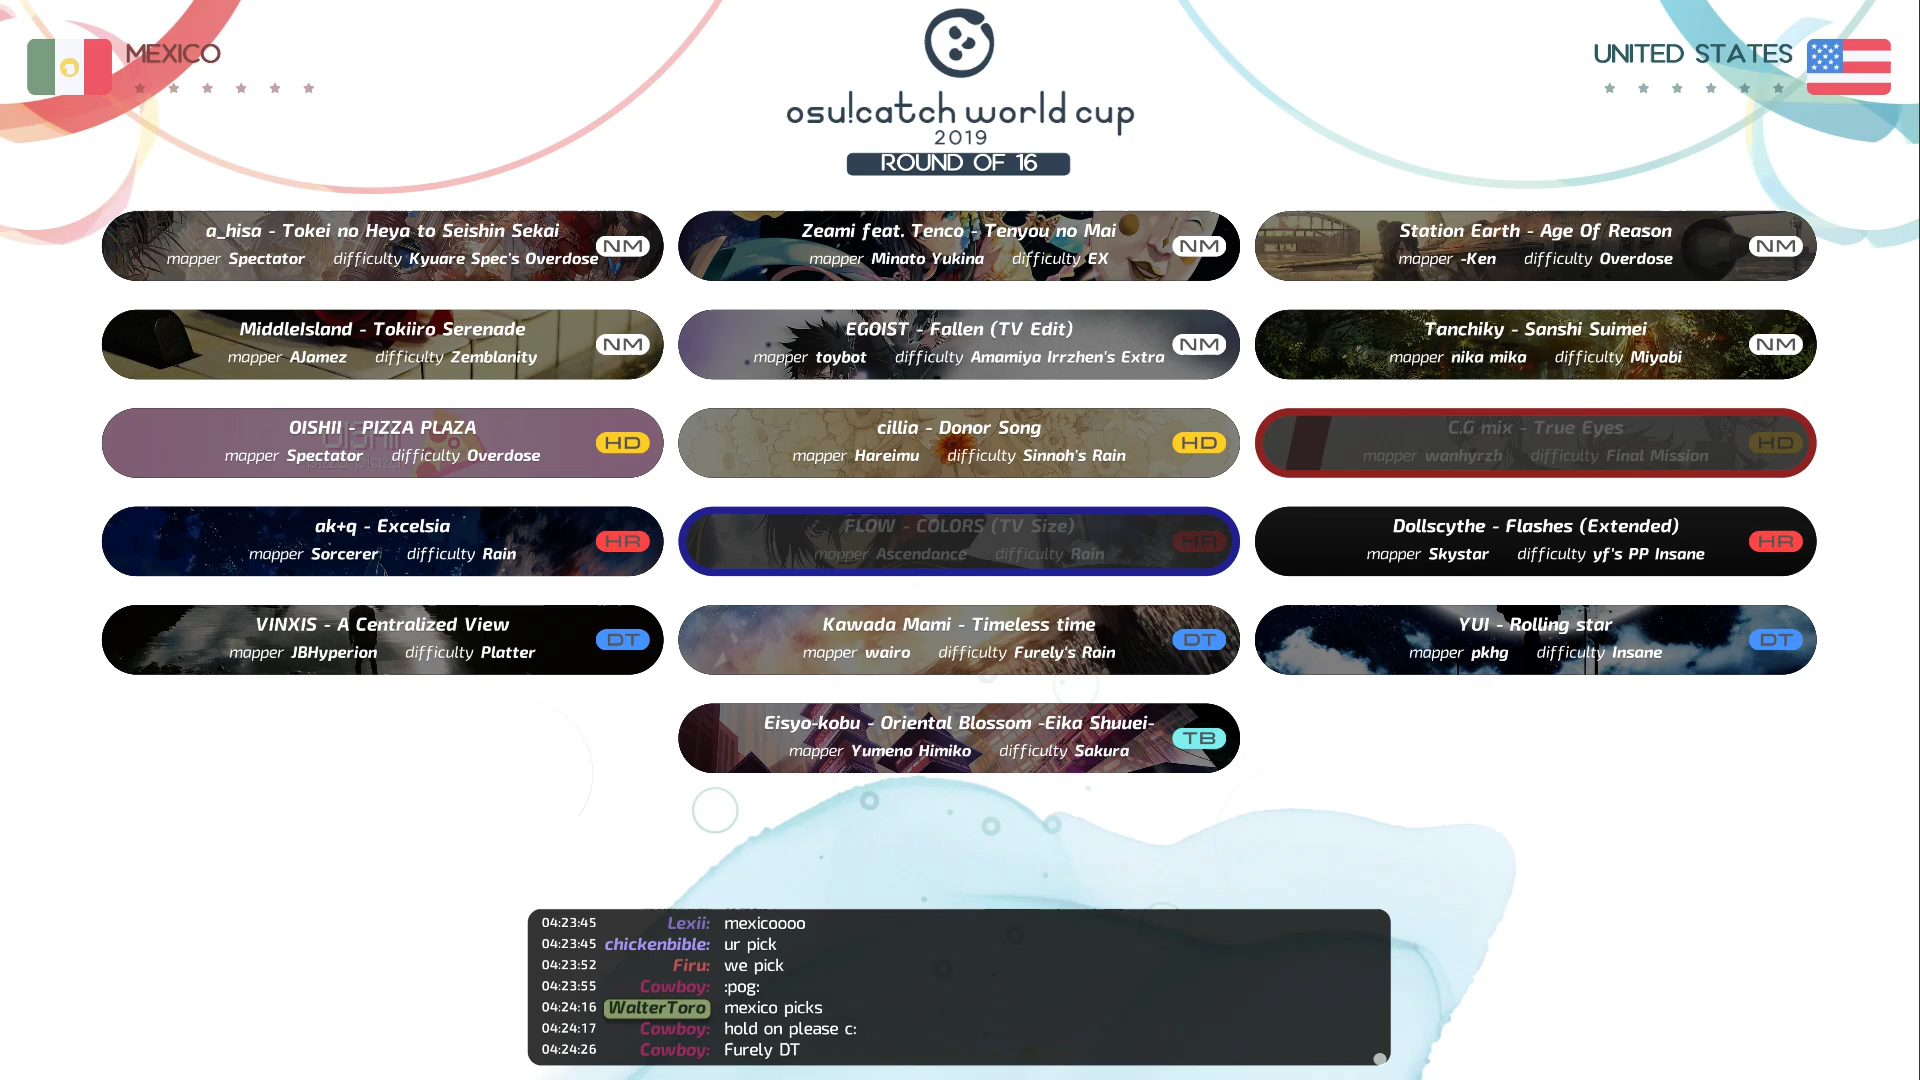 MEXICO
UNITED STATES
osu!catch world cup
2019
ROUND OF 16
a_hisa - Tokei no Heya to Seishin Sekai
mapper Spectator difficulty Kyuare Spec's Overdose
NM
Zeami feat. Tenco - Tenyou no Mai
mapper Minato Yukina difficulty EX
NM
Station Earth - Age Of Reason
mapper -Ken difficulty Overdose
NM
MiddleIsland - Tokiiro Serenade
mapper AJamez difficulty Zemblanity
NM
EGOIST - Fallen (TV Edit)
mapper toybot difficulty Amamiya Irrzhen's Extra
NM
Tanchiky - Sanshi Suimei
mapper nika mika difficulty Miyabi
NM
OISHII - PIZZA PLAZA
mapper Spectator difficulty Overdose
HD
cillia - Donor Song
mapper Hareimu difficulty Sinnoh's Rain
HD
C.G mix - True Eyes
mapper wanhyrzh difficulty Final Mission
HD
ak+q - Excelsia
mapper Sorcerer difficulty Rain
HR
FLOW - COLORS (TV Size)
mapper Ascendance difficulty Rain
HR
Dollscythe - Flashes (Extended)
mapper Skystar difficulty yf's PP Insane
HR
VINXIS - A Centralized View
mapper JBHyperion difficulty Platter
DT
Kawada Mami - Timeless time
mapper wairo difficulty Furely's Rain
DT
YUI - Rolling star
mapper pkhg difficulty Insane
DT
Eisyo-kobu - Oriental Blossom -Eika Shuuei-
mapper Yumeno Himiko difficulty Sakura
TB
04:23:45 Lexii: mexicoooo
04:23:45 chickenbible: ur pick
04:23:52 Firu: we pick
04:23:55 Cowboy: :pog:
04:24:16 WalterToro mexico picks
04:24:17 Cowboy: hold on please c:
04:24:26 Cowboy: Furely DT